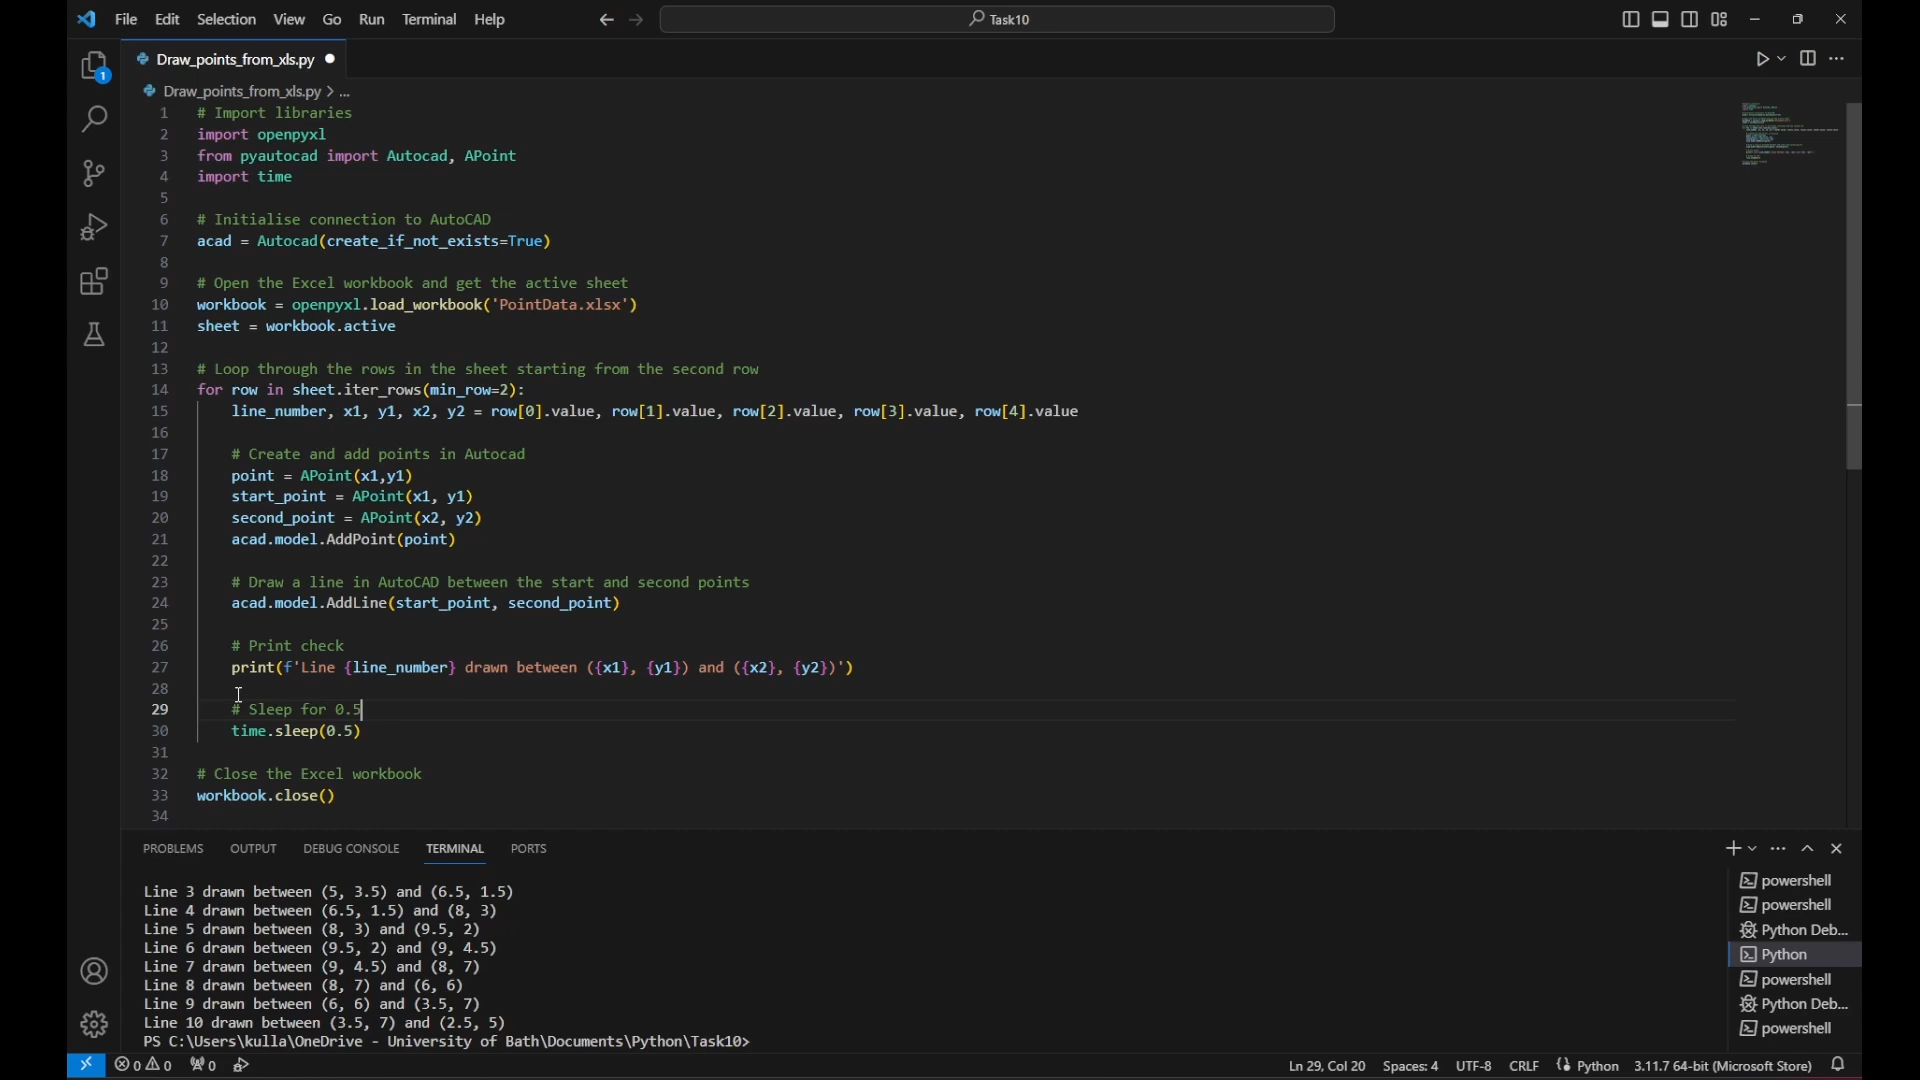 File Edit Selection View Go Run Terminal Help
Task10
Draw_points_from_xls.py
1
Draw_points_from_xls.py > ...
1 # Import libraries
2 import openpyxl
3 from pyautocad import Autocad, APoint
4 import time
5
6 # Initialise connection to AutoCAD
7 acad = Autocad(create_if_not_exists=True)
8
9 # Open the Excel workbook and get the active sheet
10 workbook = openpyxl.load_workbook('PointData.xlsx')
11 sheet = workbook.active
12
13 # Loop through the rows in the sheet starting from the second row
14 for row in sheet.iter_rows(min_row=2):
15 line_number, x1, y1, x2, y2 = row[0].value, row[1].value, row[2].value, row[3].value, row[4].value
16
17 # Create and add points in Autocad
18 point = APoint(x1,y1)
19 start_point = APoint(x1, y1)
20 second_point = APoint(x2, y2)
21 acad.model.AddPoint(point)
22
23 # Draw a line in AutoCAD between the start and second points
24 acad.model.AddLine(start_point, second_point)
25
26 # Print check
27 print(f'Line {line_number} drawn between ({x1}, {y1}) and ({x2}, {y2})')
28
29 # Sleep for 0.5
30 time.sleep(0.5)
31
32 # Close the Excel workbook
33 workbook.close()
34
PROBLEMS OUTPUT DEBUG CONSOLE TERMINAL PORTS
Line 3 drawn between (5, 3.5) and (6.5, 1.5)
Line 4 drawn between (6.5, 1.5) and (8, 3)
Line 5 drawn between (8, 3) and (9.5, 2)
Line 6 drawn between (9.5, 2) and (9, 4.5)
Line 7 drawn between (9, 4.5) and (8, 7)
Line 8 drawn between (8, 7) and (6, 6)
Line 9 drawn between (6, 6) and (3.5, 7)
Line 10 drawn between (3.5, 7) and (2.5, 5)
PS C:\Users\kulla\OneDrive - University of Bath\Documents\Python\Task10>
powershell
powershell
Python Deb...
Python
powershell
Python Deb...
powershell
0 0 0 Ln 29, Col 20 Spaces: 4 UTF-8 CRLF Python 3.11.7 64-bit (Microsoft Store)